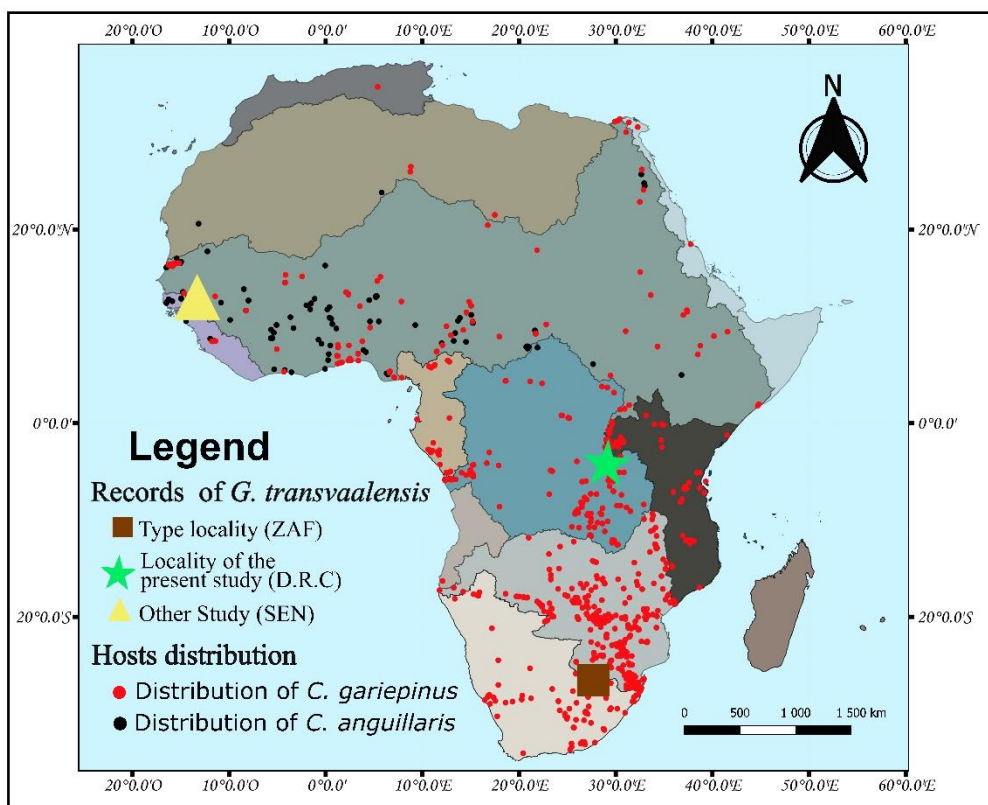 20°0.0'O 10°0.0'O 0°0.0' 10°0.0'E 20°0.0'E 30°0.0'E 40°0.0'E 50°0.0'E 60°0.0'E
N
20°0.0'N 20°0.0'N
0°0.0' 0°0.0'
Legend
Records of G. transvaalensis
Type locality (ZAF)
Locality of the
present study (D.R.C)
Other Study (SEN)
20°0.0'S 20°0.0'S
Hosts distribution
Distribution of C. gariepinus
Distribution of C. anguillaris
0 500 1 000 1 500 km
20°0.0'O 10°0.0'O 0°0.0' 10°0.0'E 20°0.0'E 30°0.0'E 40°0.0'E 50°0.0'E 60°0.0'E